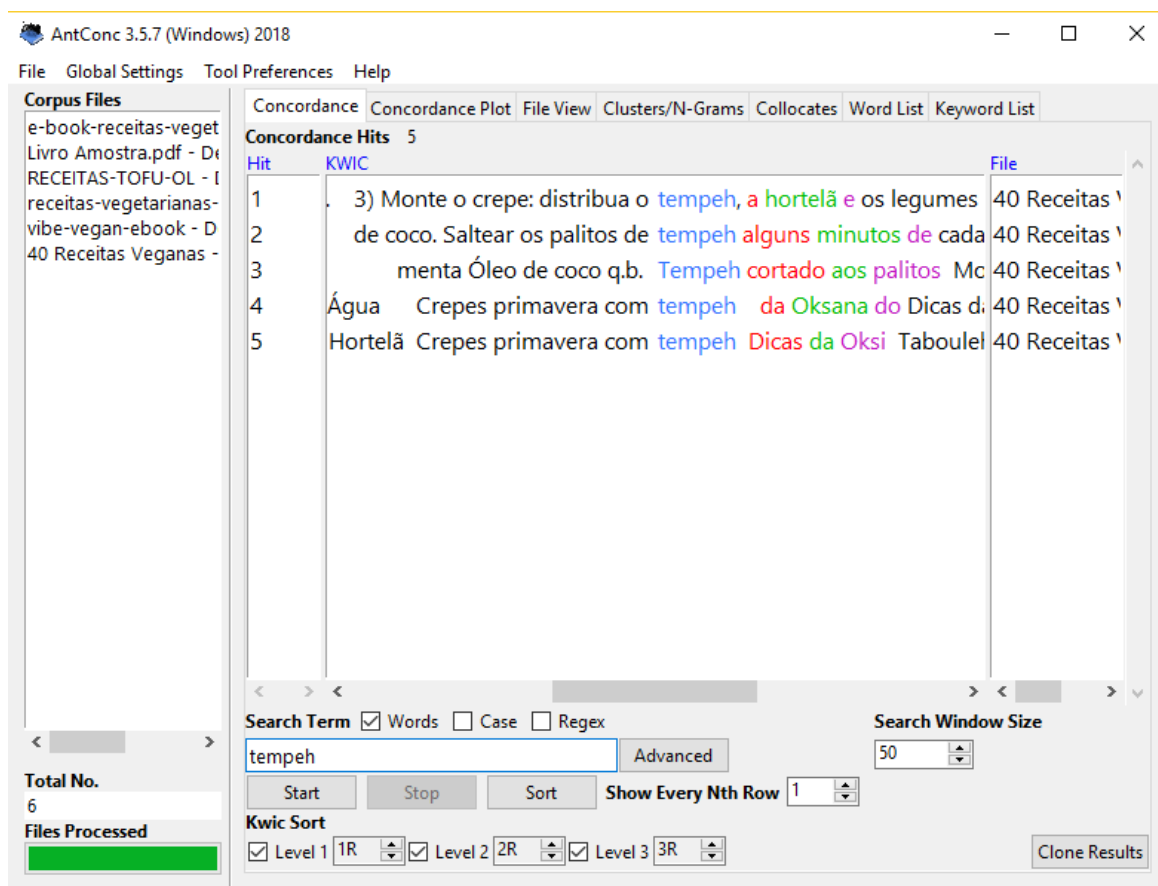 AntConc 3.5.7 (Windows) 2018
File Global Settings Tool Preferences Help
Corpus Files
e-book-receitas-veget
Livro Amostra.pdf - De
RECEITAS-TOFU-OL - [
receitas-vegetarianas-
vibe-vegan-ebook - D
40 Receitas Veganas -
Total No.
6
Files Processed
Concordance Concordance Plot File View Clusters/N-Grams Collocates Word List Keyword List
Concordance Hits 5
Hit KWIC File
1 . 3) Monte o crepe: distribua o tempeh, a hortelã e os legumes 40 Receitas
2 de coco. Saltear os palitos de tempeh alguns minutos de cada 40 Receitas
3 menta Óleo de coco q.b. Tempeh cortado aos palitos Mo 40 Receitas
4 Água Crepes primavera com tempeh da Oksana do Dicas da 40 Receitas
5 Hortelã Crepes primavera com tempeh Dicas da Oksi Taboule 40 Receitas
Search Term Words Case Regex Search Window Size
tempeh Advanced 50
Start Stop Sort Show Every Nth Row 1
Kwic Sort
Level 1 1R Level 2 2R Level 3 3R Clone Results